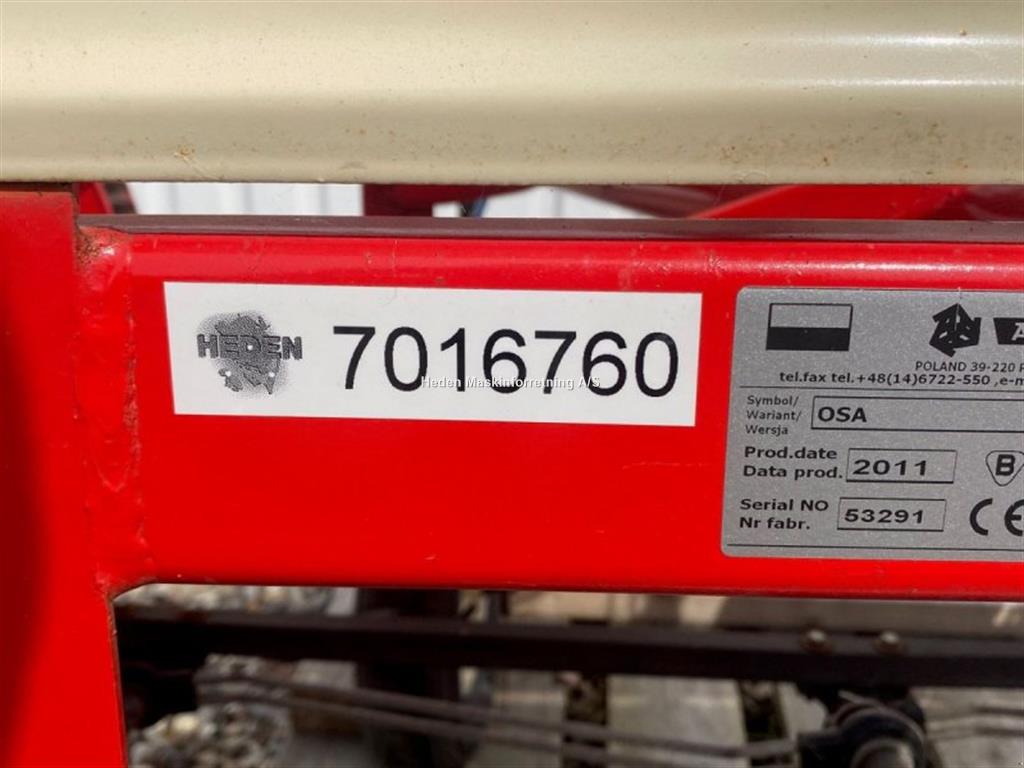 HEDEN 7016760
Heden Maskinforretning A/S
POLAND 39-220
tel.fax tel.+48(14)6722-550 ,e-m
Symbol/
Wariant/ OSA
Wersja
Prod.date
Data prod. 2011 B
Serial NO
Nr fabr. 53291 CE